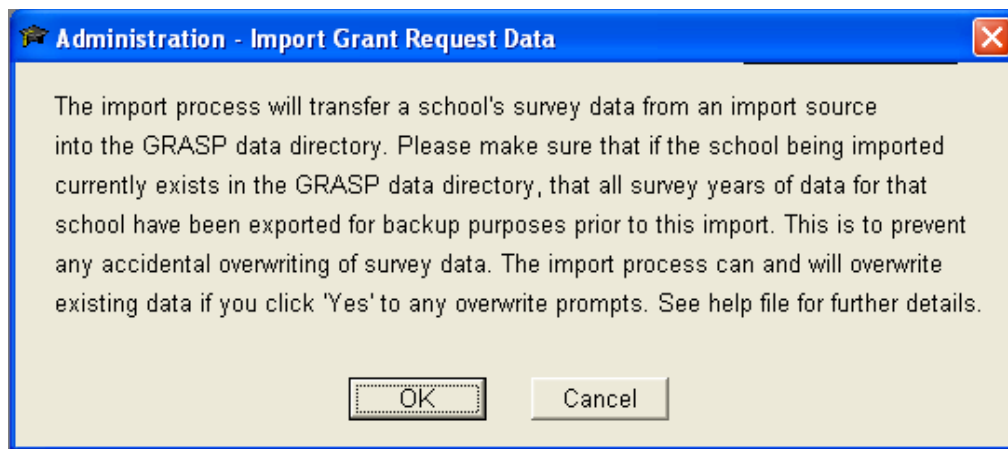 Administration - Import Grant Request Data
The import process will transfer a school's survey data from an import source
into the GRASP data directory. Please make sure that if the school being imported
currently exists in the GRASP data directory, that all survey years of data for that
school have been exported for backup purposes prior to this import. This is to prevent
any accidental overwriting of survey data. The import process can and will overwrite
existing data if you click 'Yes' to any overwrite prompts. See help file for further details.
OK Cancel